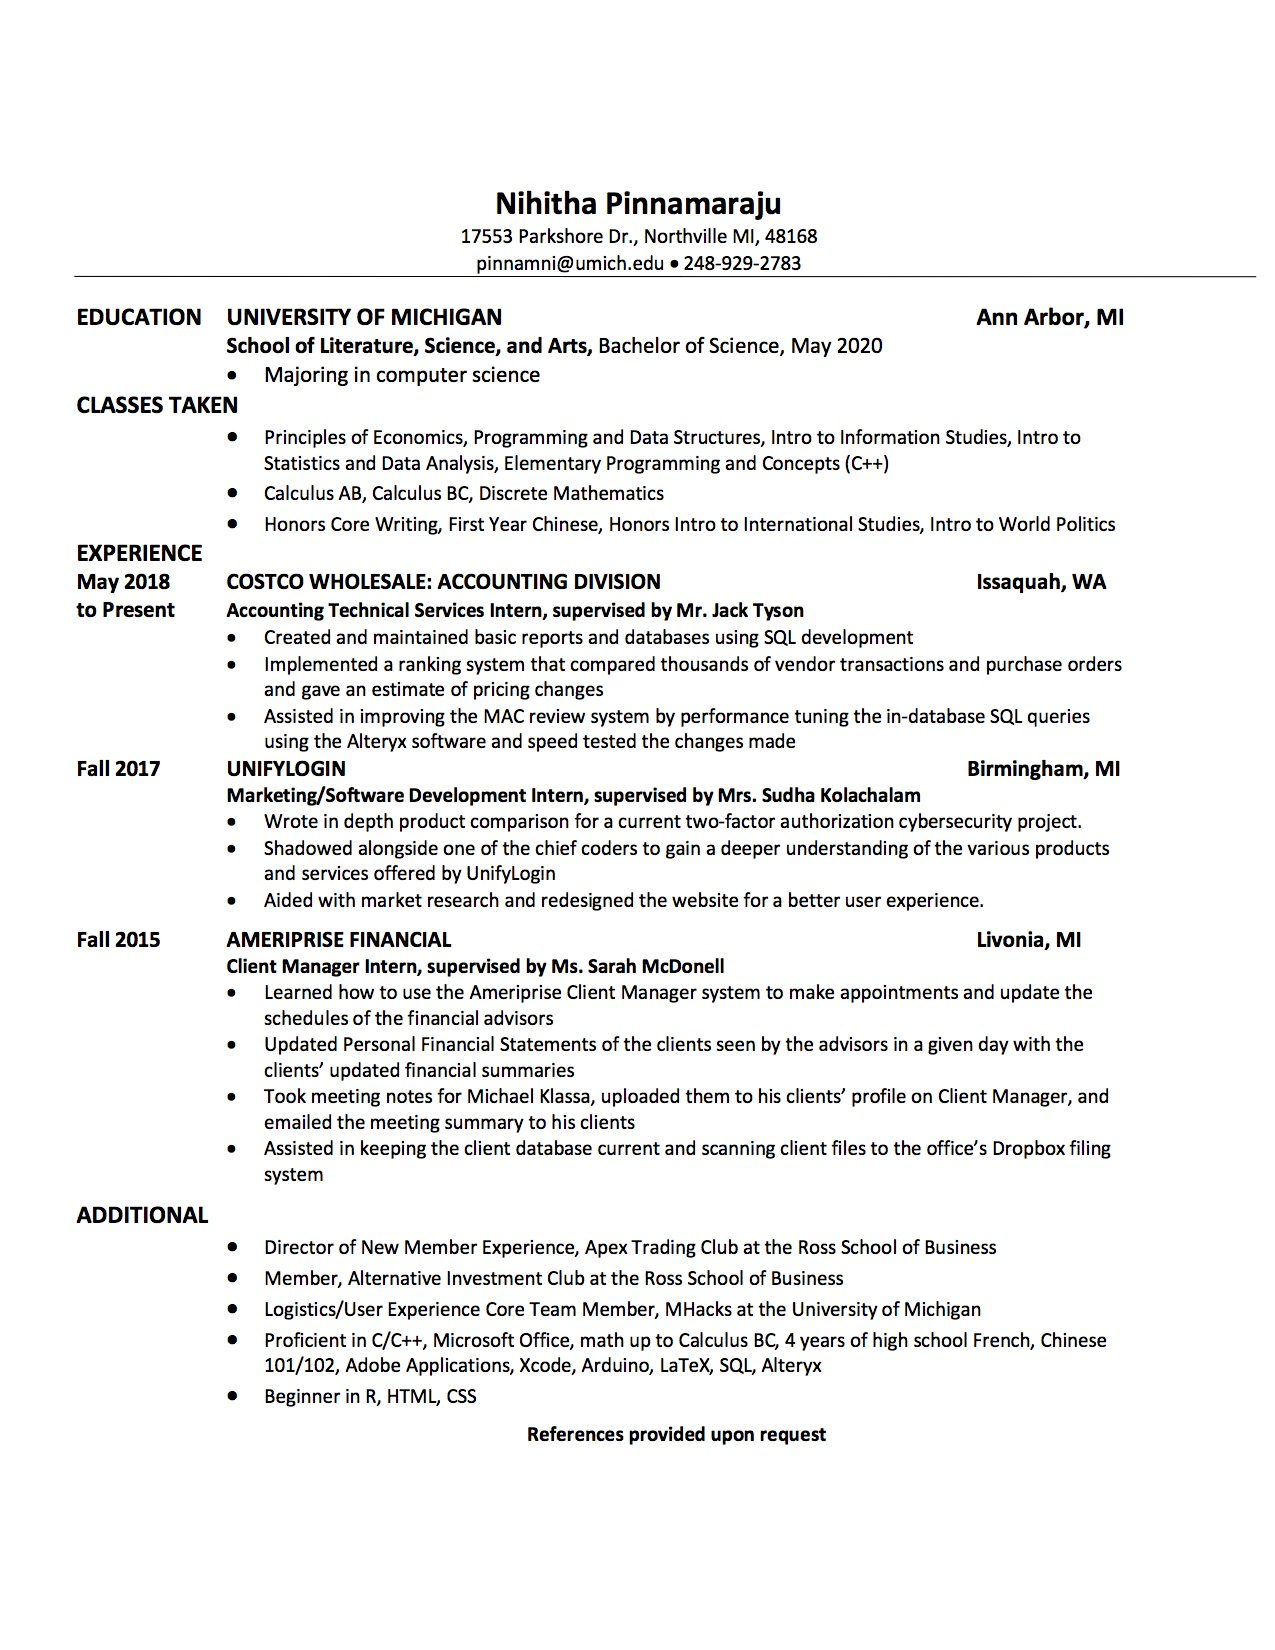 Nihitha Pinnamaraju
17553 Parkshore Dr., Northville MI, 48168
pinnamni@umich.edu • 248-929-2783
EDUCATION UNIVERSITY OF MICHIGAN Ann Arbor, MI
School of Literature, Science, and Arts, Bachelor of Science, May 2020
• Majoring in computer science
CLASSES TAKEN
• Principles of Economics, Programming and Data Structures, Intro to Information Studies, Intro to
Statistics and Data Analysis, Elementary Programming and Concepts (C++)
• Calculus AB, Calculus BC, Discrete Mathematics
• Honors Core Writing, First Year Chinese, Honors Intro to International Studies, Intro to World Politics
EXPERIENCE
May 2018 COSTCO WHOLESALE: ACCOUNTING DIVISION Issaquah, WA
to Present Accounting Technical Services Intern, supervised by Mr. Jack Tyson
• Created and maintained basic reports and databases using SQL development
• Implemented a ranking system that compared thousands of vendor transactions and purchase orders
and gave an estimate of pricing changes
• Assisted in improving the MAC review system by performance tuning the in-database SQL queries
using the Alteryx software and speed tested the changes made
Fall 2017 UNIFYLOGIN Birmingham, MI
Marketing/Software Development Intern, supervised by Mrs. Sudha Kolachalam
• Wrote in depth product comparison for a current two-factor authorization cybersecurity project.
• Shadowed alongside one of the chief coders to gain a deeper understanding of the various products
and services offered by UnifyLogin
• Aided with market research and redesigned the website for a better user experience.
Fall 2015 AMERIPRISE FINANCIAL Livonia, MI
Client Manager Intern, supervised by Ms. Sarah McDonell
• Learned how to use the Ameriprise Client Manager system to make appointments and update the
schedules of the financial advisors
• Updated Personal Financial Statements of the clients seen by the advisors in a given day with the
clients’ updated financial summaries
• Took meeting notes for Michael Klassa, uploaded them to his clients’ profile on Client Manager, and
emailed the meeting summary to his clients
• Assisted in keeping the client database current and scanning client files to the office’s Dropbox filing
system
ADDITIONAL
• Director of New Member Experience, Apex Trading Club at the Ross School of Business
• Member, Alternative Investment Club at the Ross School of Business
• Logistics/User Experience Core Team Member, MHacks at the University of Michigan
• Proficient in C/C++, Microsoft Office, math up to Calculus BC, 4 years of high school French, Chinese
101/102, Adobe Applications, Xcode, Arduino, LaTeX, SQL, Alteryx
• Beginner in R, HTML, CSS
References provided upon request